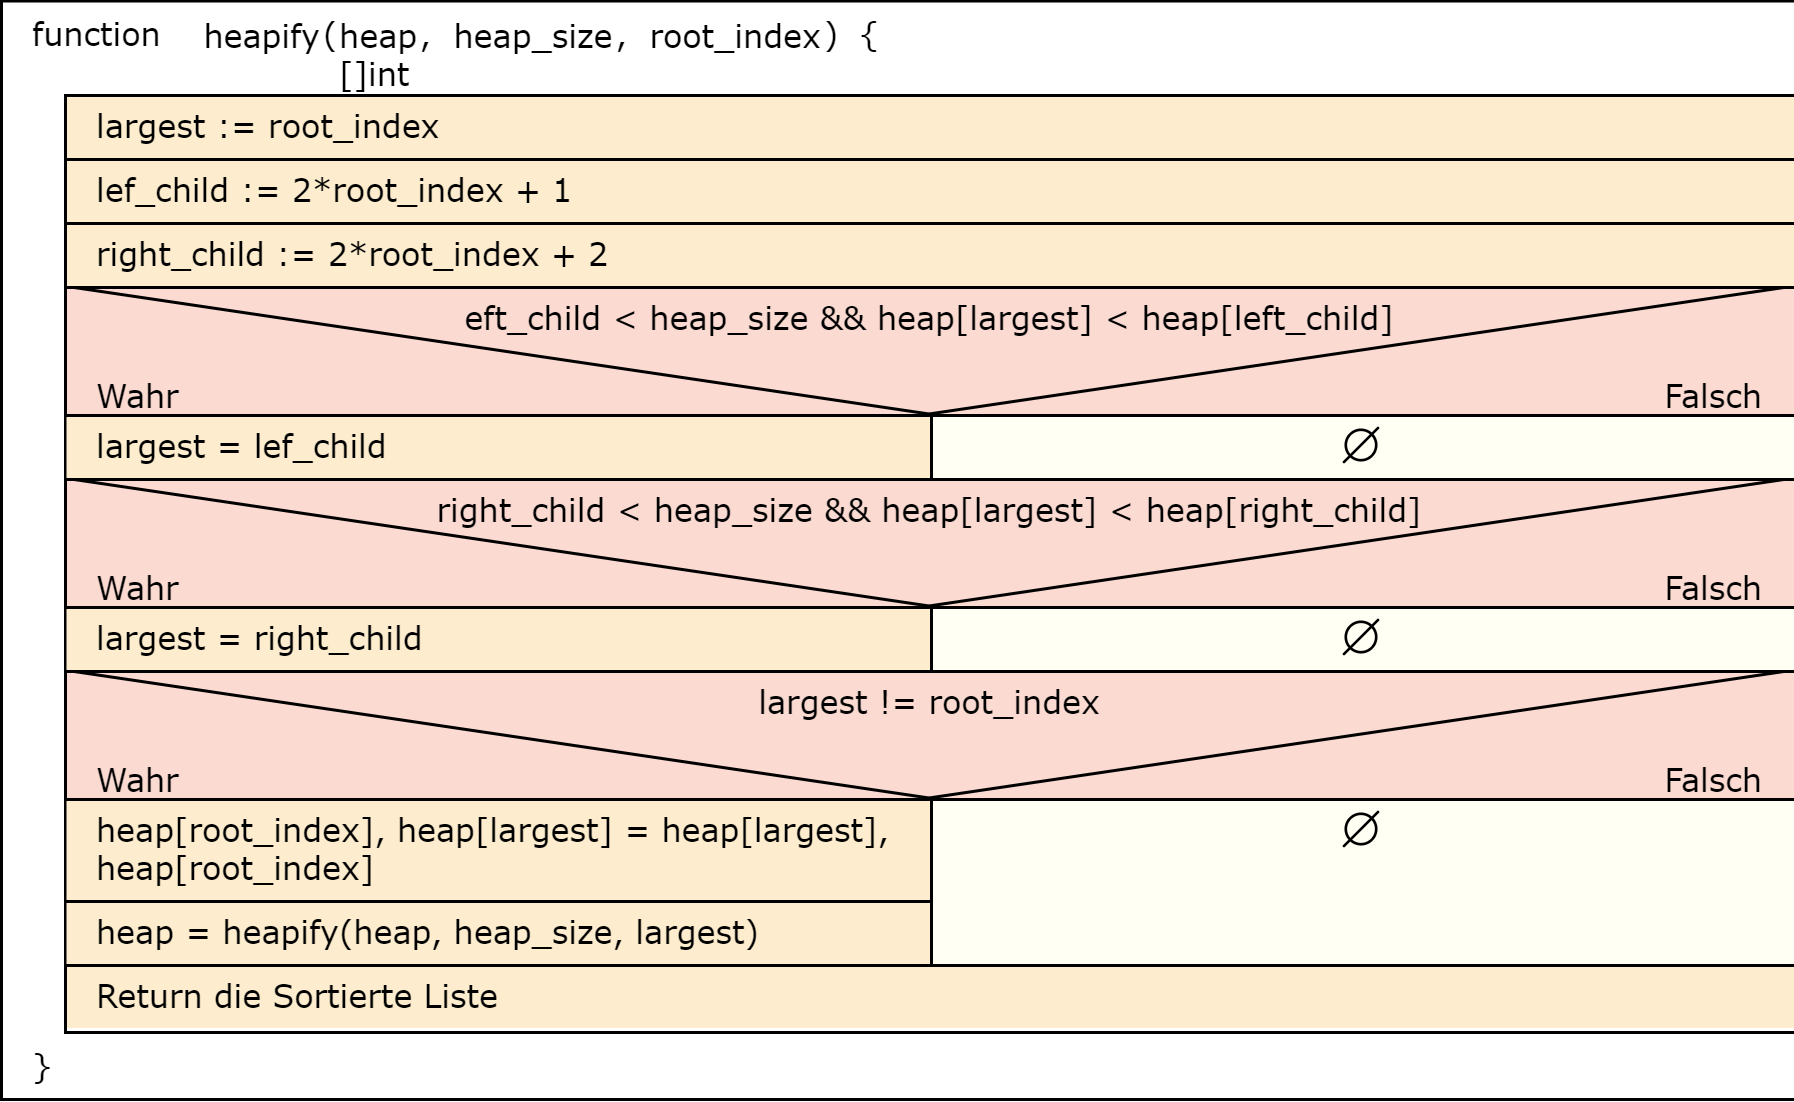 function heapify(heap, heap_size, root_index) {
[]int
largest := root_index
lef_child := 2*root_index + 1
right_child := 2*root_index + 2
eft_child < heap_size && heap[largest] < heap[left_child]
Wahr Falsch
largest = lef_child ∅
right_child < heap_size && heap[largest] < heap[right_child]
Wahr Falsch
largest = right_child ∅
largest != root_index
Wahr Falsch
heap[root_index], heap[largest] = heap[largest], ∅
heap[root_index]
heap = heapify(heap, heap_size, largest)
Return die Sortierte Liste
}